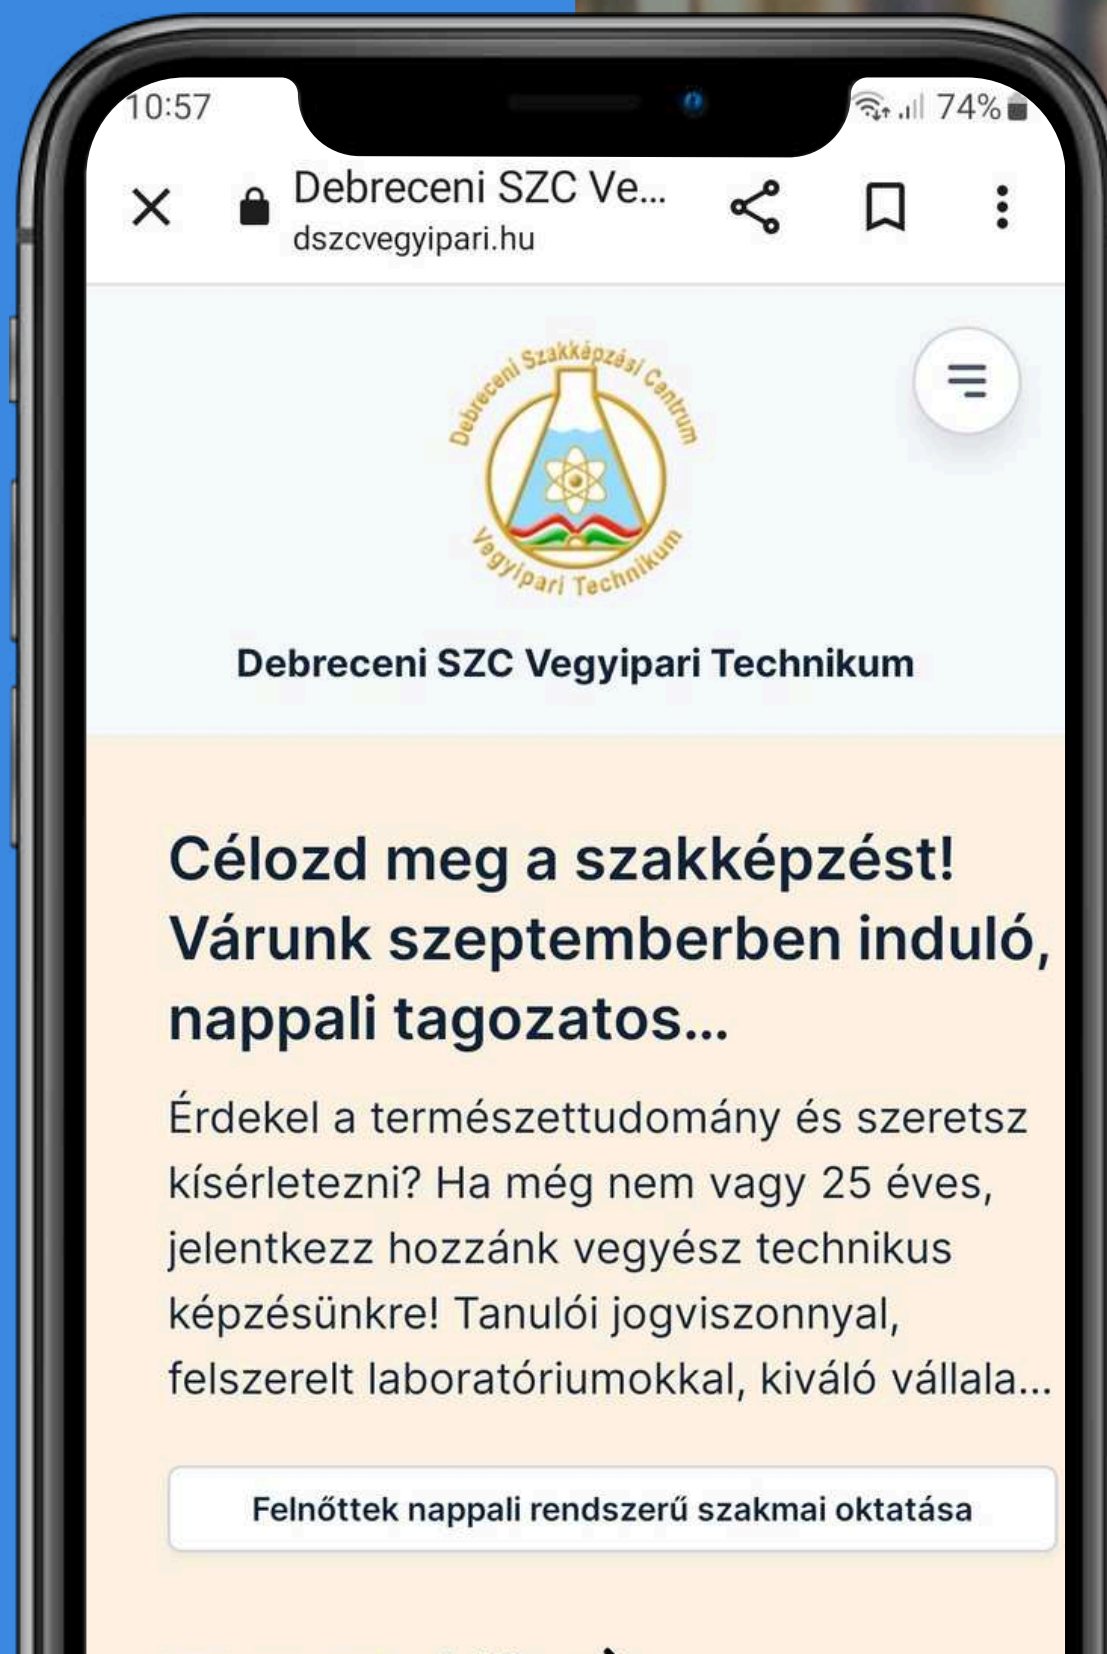 10:57
74%
Debreceni SZC Ve...
dszcvegyipari.hu
Debreceni Szakképzési Centrum
Vegyipari Technikum
Debreceni SZC Vegyipari Technikum
Célozd meg a szakképzést!
Várunk szeptemberben induló,
nappali tagozatos...
Érdekel a természettudomány és szeretsz
kísérletezni? Ha még nem vagy 25 éves,
jelentkezz hozzánk vegyész technikus
képzésünkre! Tanulói jogviszonnyal,
felszerelt laboratóriumokkal, kiváló vállala...
Felnőttek nappali rendszerű szakmai oktatása